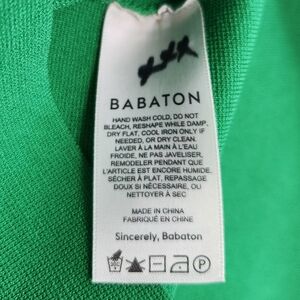 BABATON
HAND WASH COLD, DO NOT
BLEACH, RESHAPE WHILE DAMP,
DRY FLAT, COOL IRON ONLY IF
NEEDED, OR DRY CLEAN.
LAVER À LA MAIN À L'EAU
FROIDE, NE PAS JAVELISER,
REMODELER PENDANT QUE
L'ARTICLE EST ENCORE HUMIDE.
SÉCHER À PLAT, REPASSAGE
DOUX SI NÉCESSAIRE, OU
NETTOYER À SEC
MADE IN CHINA
FABRIQUÉ EN CHINE
Sincerely, Babaton
P